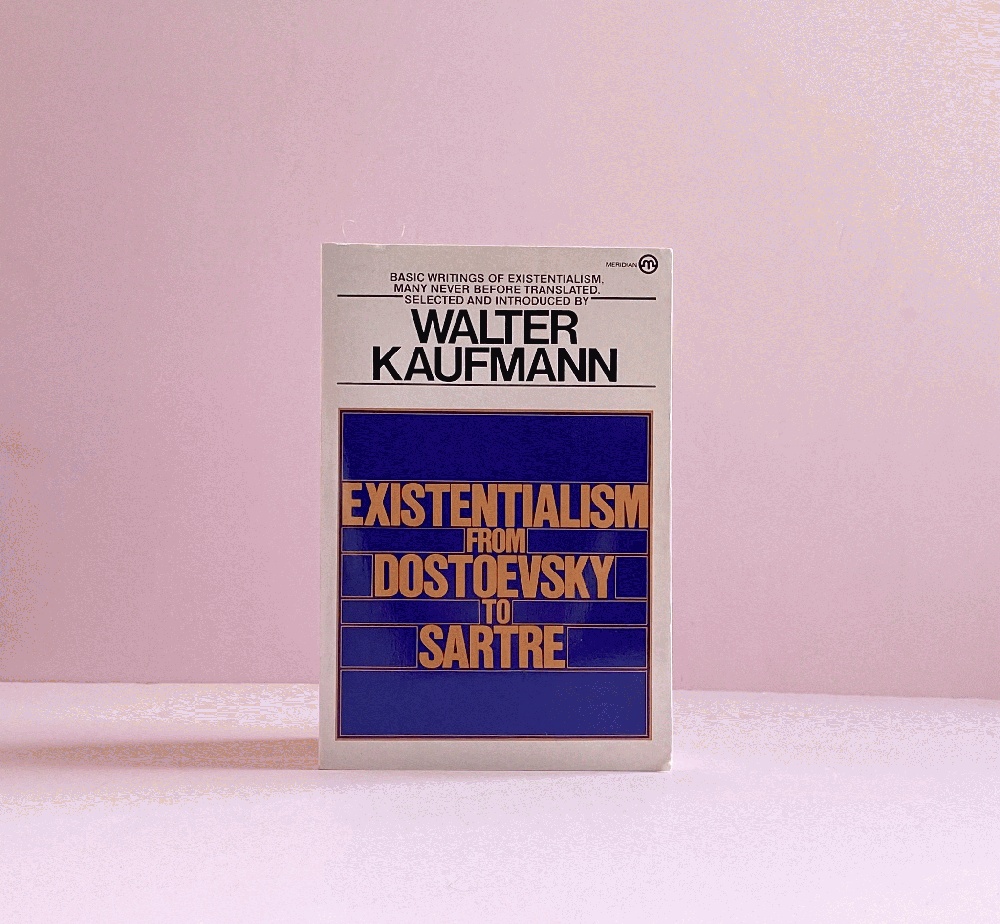 MERIDIAN
BASIC WRITINGS OF EXISTENTIALISM,
MANY NEVER BEFORE TRANSLATED.
SELECTED AND INTRODUCED BY
WALTER
KAUFMANN
EXISTENTIALISM
FROM
DOSTOEVSKY
TO
SARTRE